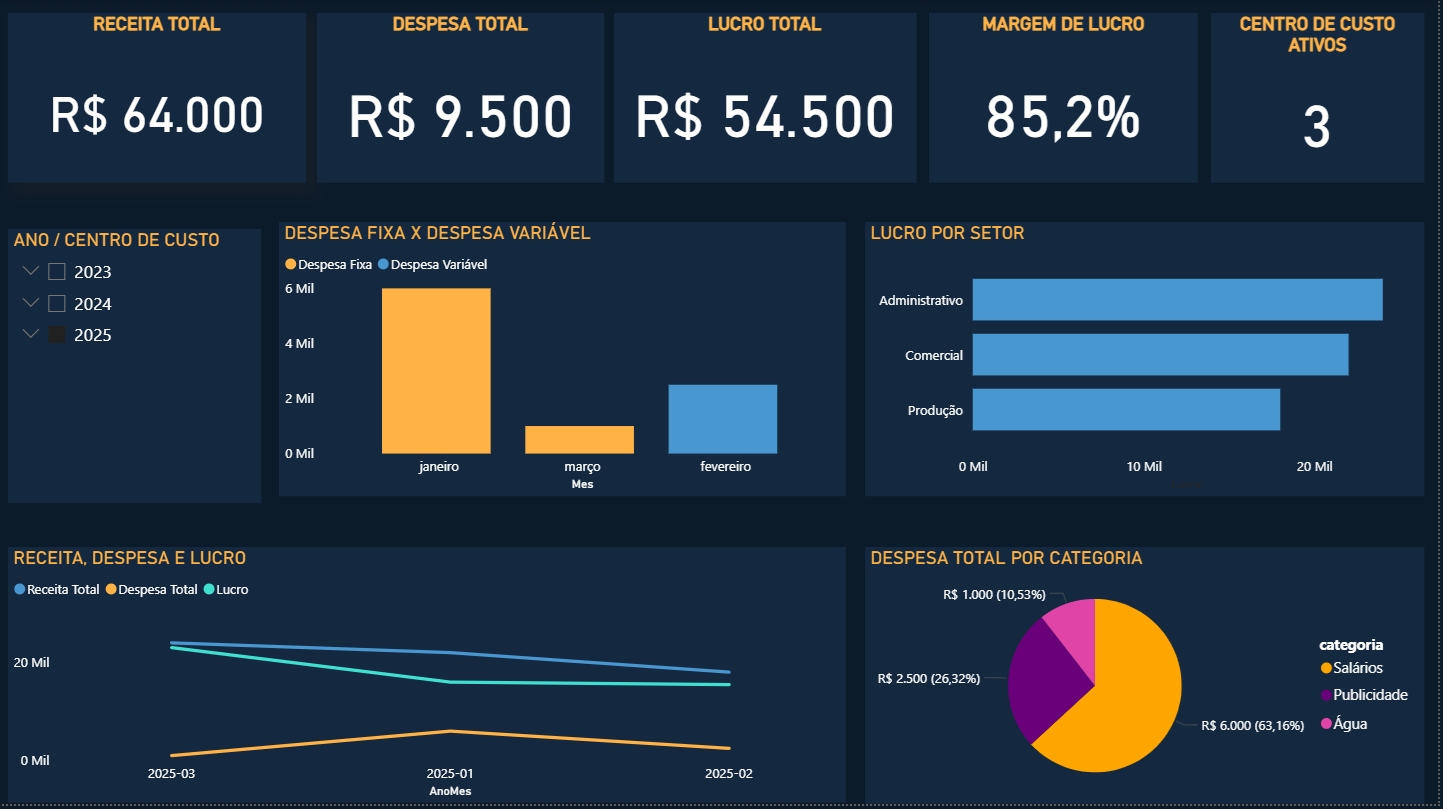 RECEITA TOTAL
R$ 64.000
DESPESA TOTAL
R$ 9.500
LUCRO TOTAL
R$ 54.500
MARGEM DE LUCRO
85,2%
CENTRO DE CUSTO
ATIVOS
3
ANO / CENTRO DE CUSTO
2023
2024
2025
DESPESA FIXA X DESPESA VARIÁVEL
Despesa Fixa Despesa Variável
6 Mil
4 Mil
2 Mil
0 Mil
janeiro março fevereiro
Mes
LUCRO POR SETOR
Administrativo
Comercial
Produção
0 Mil 10 Mil 20 Mil
RECEITA, DESPESA E LUCRO
Receita Total Despesa Total Lucro
20 Mil
0 Mil
2025-03 2025-01 2025-02
AnoMes
DESPESA TOTAL POR CATEGORIA
R$ 1.000 (10,53%)
R$ 2.500 (26,32%)
R$ 6.000 (63,16%)
categoria
Salários
Publicidade
Água